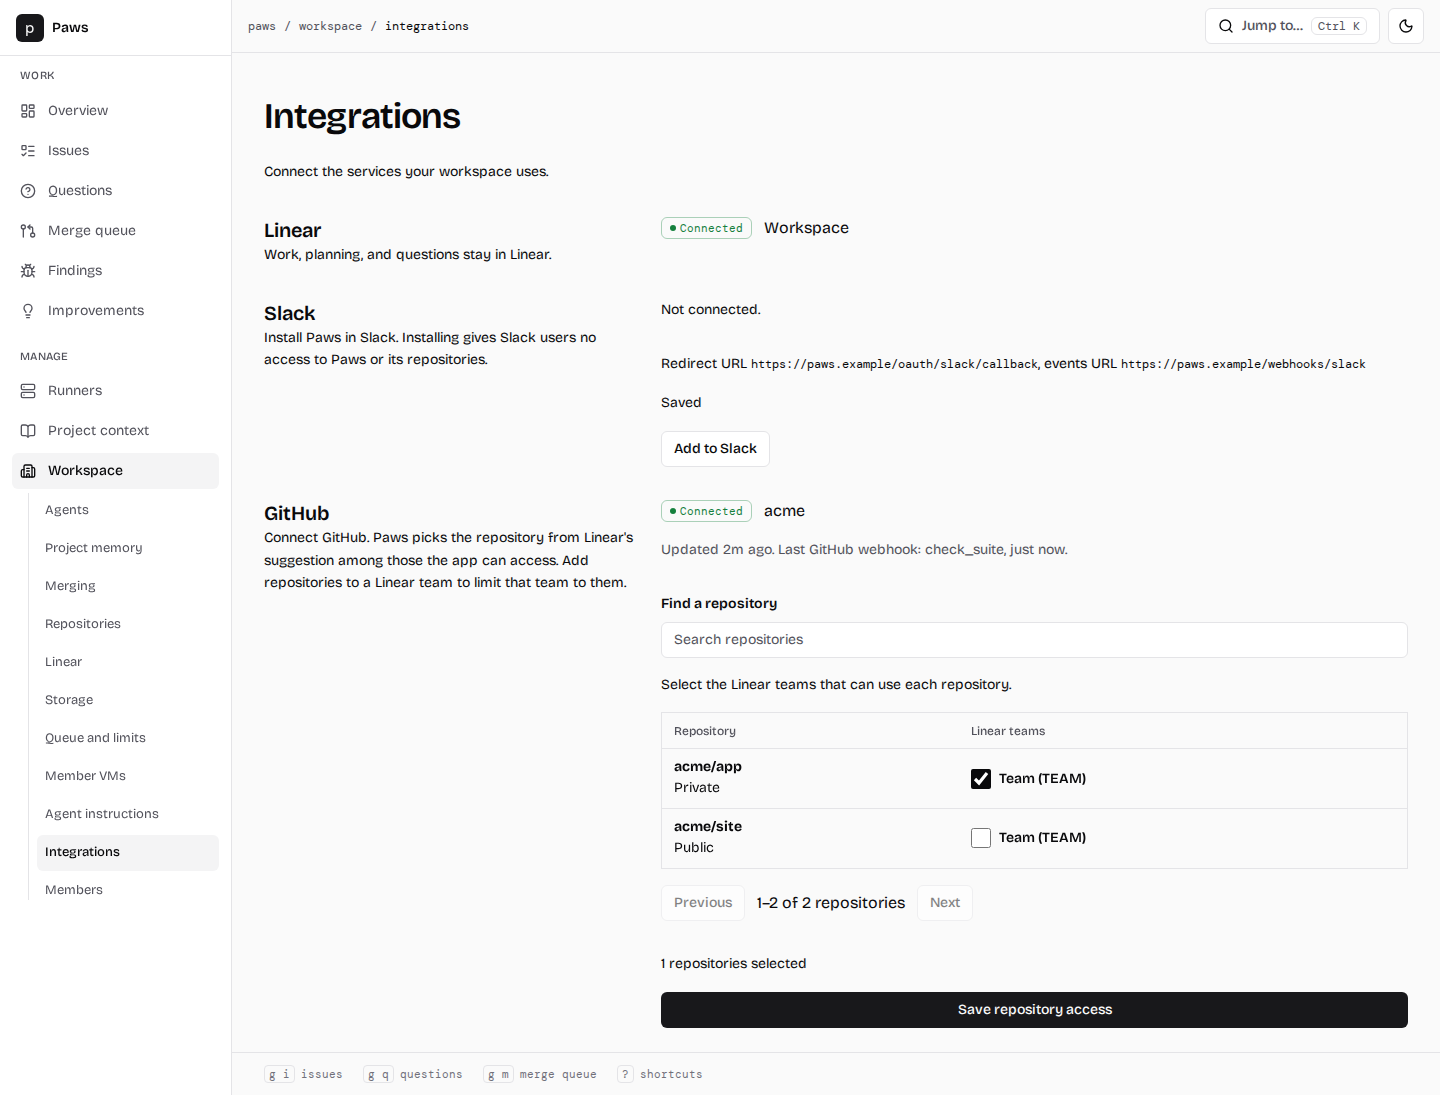 p Paws
paws / workspace / integrations
Jump to... Ctrl K
WORK
Overview
Issues
Questions
Merge queue
Findings
Improvements
MANAGE
Runners
Project context
Workspace
Agents
Project memory
Merging
Repositories
Linear
Storage
Queue and limits
Member VMs
Agent instructions
Integrations
Members
Integrations
Connect the services your workspace uses.
Linear
Work, planning, and questions stay in Linear.
Connected Workspace
Slack
Install Paws in Slack. Installing gives Slack users no
access to Paws or its repositories.
Not connected.
Redirect URL https://paws.example/oauth/slack/callback, events URL https://paws.example/webhooks/slack
Saved
Add to Slack
GitHub
Connect GitHub. Paws picks the repository from Linear's
suggestion among those the app can access. Add
repositories to a Linear team to limit that team to them.
Connected acme
Updated 2m ago. Last GitHub webhook: check_suite, just now.
Find a repository
Search repositories
Select the Linear teams that can use each repository.
Repository Linear teams
acme/app
Private
Team (TEAM)
acme/site
Public
Team (TEAM)
Previous 1–2 of 2 repositories Next
1 repositories selected
Save repository access
g i issues g q questions g m merge queue ? shortcuts